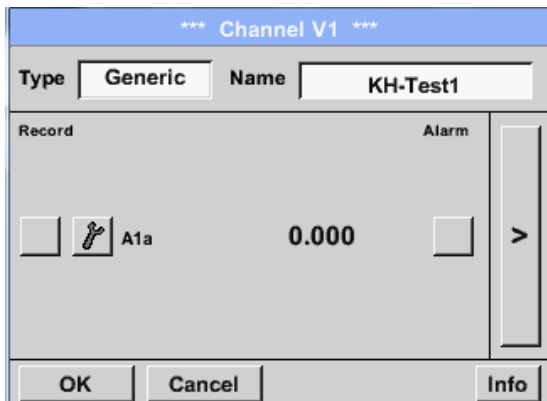 *** Channel V1 ***
Type Generic Name KH-Test1
Record Alarm
A1a 0.000 >
OK Cancel Info